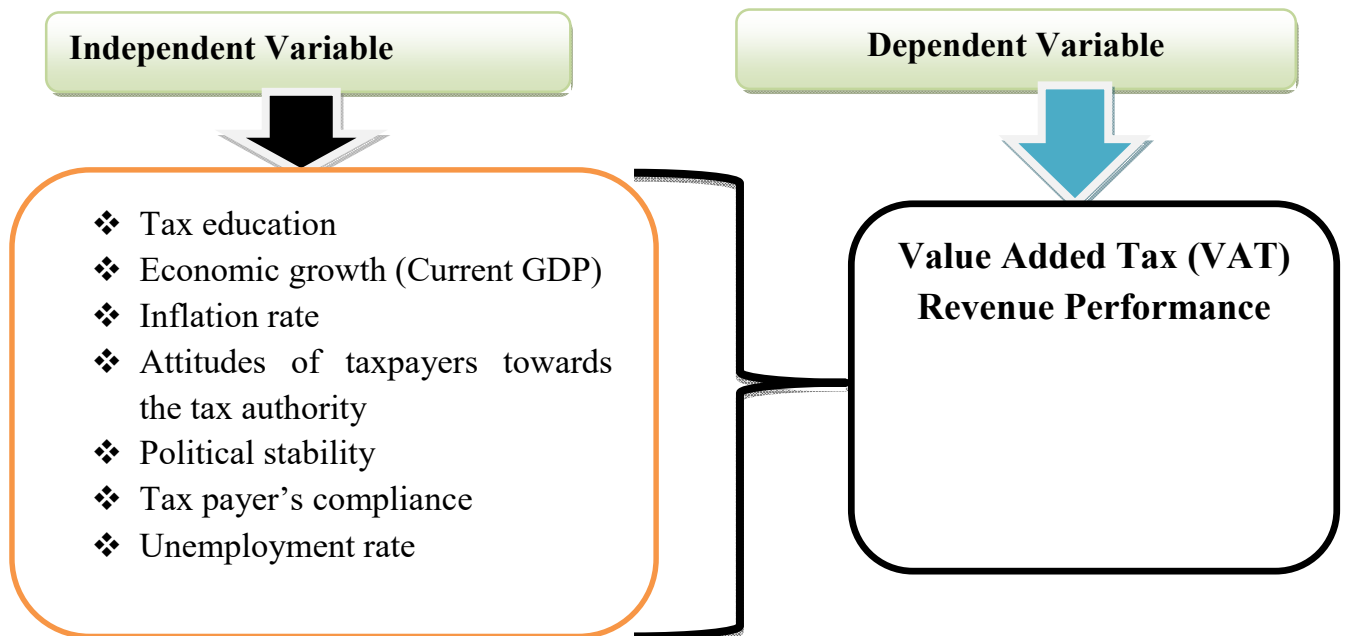 Independent Variable
Dependent Variable
❖ Tax education
❖ Economic growth (Current GDP)
❖ Inflation rate
❖ Attitudes of taxpayers towards
the tax authority
❖ Political stability
❖ Tax payer’s compliance
❖ Unemployment rate
Value Added Tax (VAT)
Revenue Performance